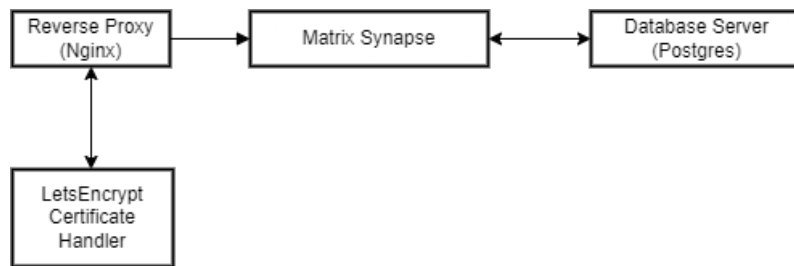 Reverse Proxy
(Nginx)
Matrix Synapse
Database Server
(Postgres)
LetsEncrypt
Certificate
Handler